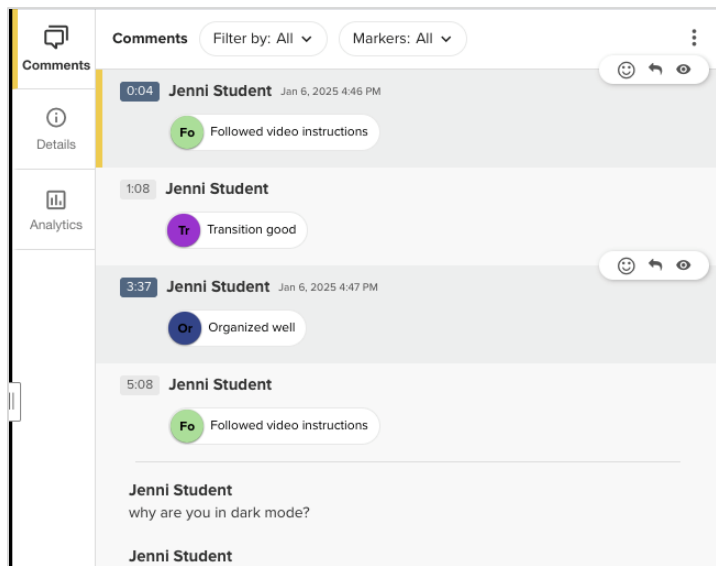 Comments
Details
Analytics
Comments Filter by: All Markers: All
0:04 Jenni Student Jan 6, 2025 4:46 PM
Fo Followed video instructions
1:08 Jenni Student
Tr Transition good
3:37 Jenni Student Jan 6, 2025 4:47 PM
Or Organized well
5:08 Jenni Student
Fo Followed video instructions
Jenni Student
why are you in dark mode?
Jenni Student